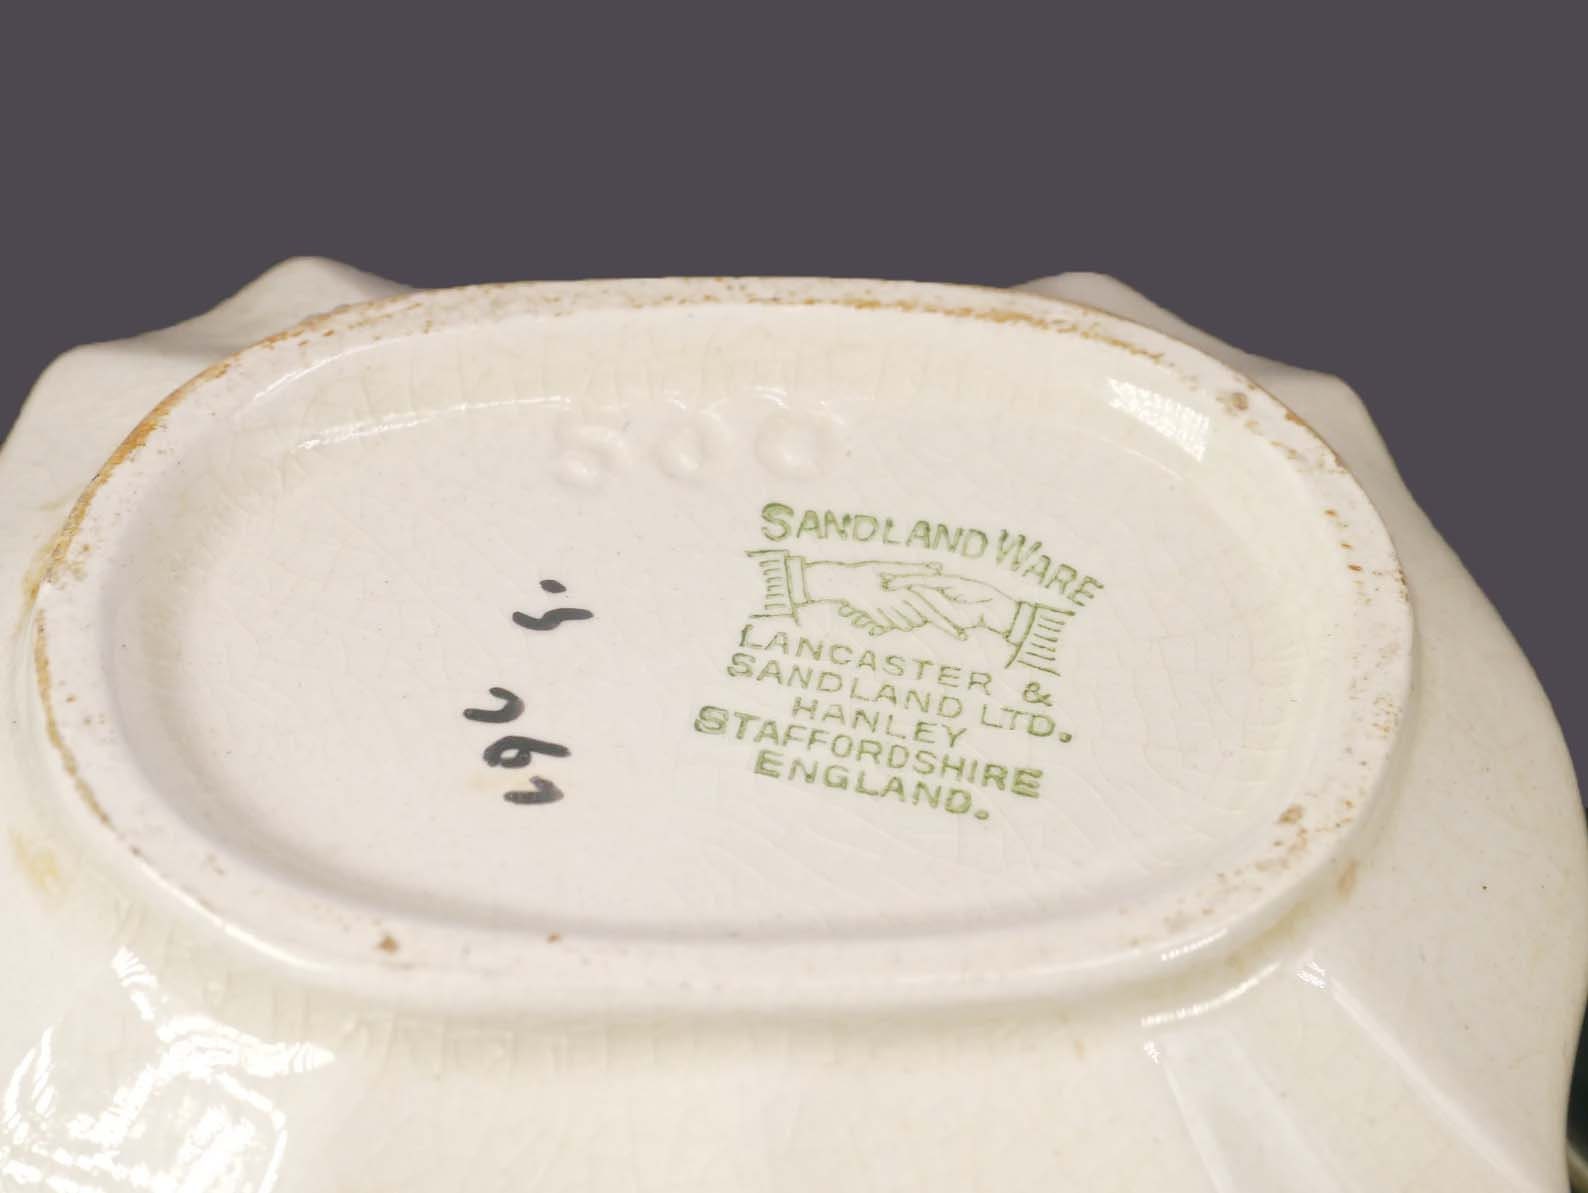 500
SANDLAND WARE
LANCASTER &
SANDLAND LTD.
HANLEY
STAFFORDSHIRE
ENGLAND.